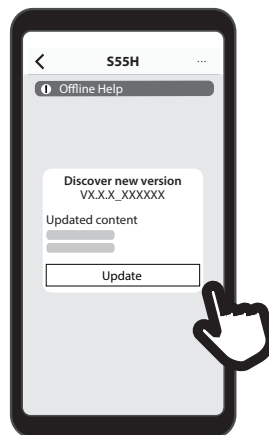 S55H ...
Offline Help
Discover new version
VX.X.X_XXXXXX
Updated content
Update